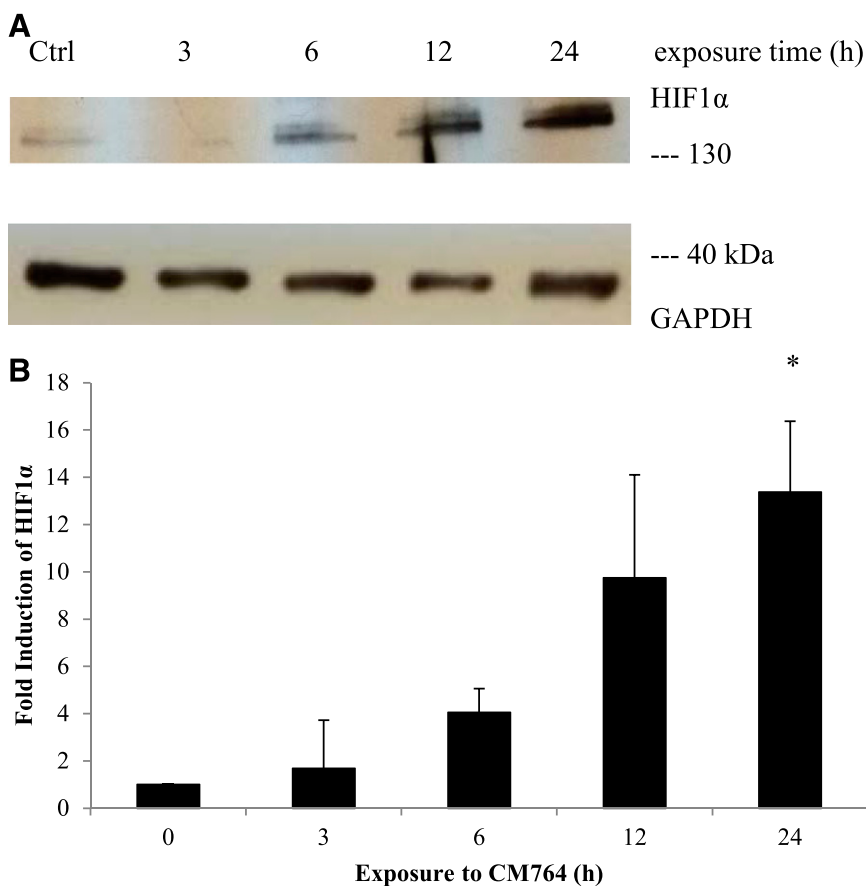 A
Ctrl 3 6 12 24 exposure time (h)
HIF1α
--- 130
--- 40 kDa
GAPDH
B
*
18
16
14
12
10
8
6
4
2
0
Fold Induction of HIF1α
0 3 6 12 24
Exposure to CM764 (h)